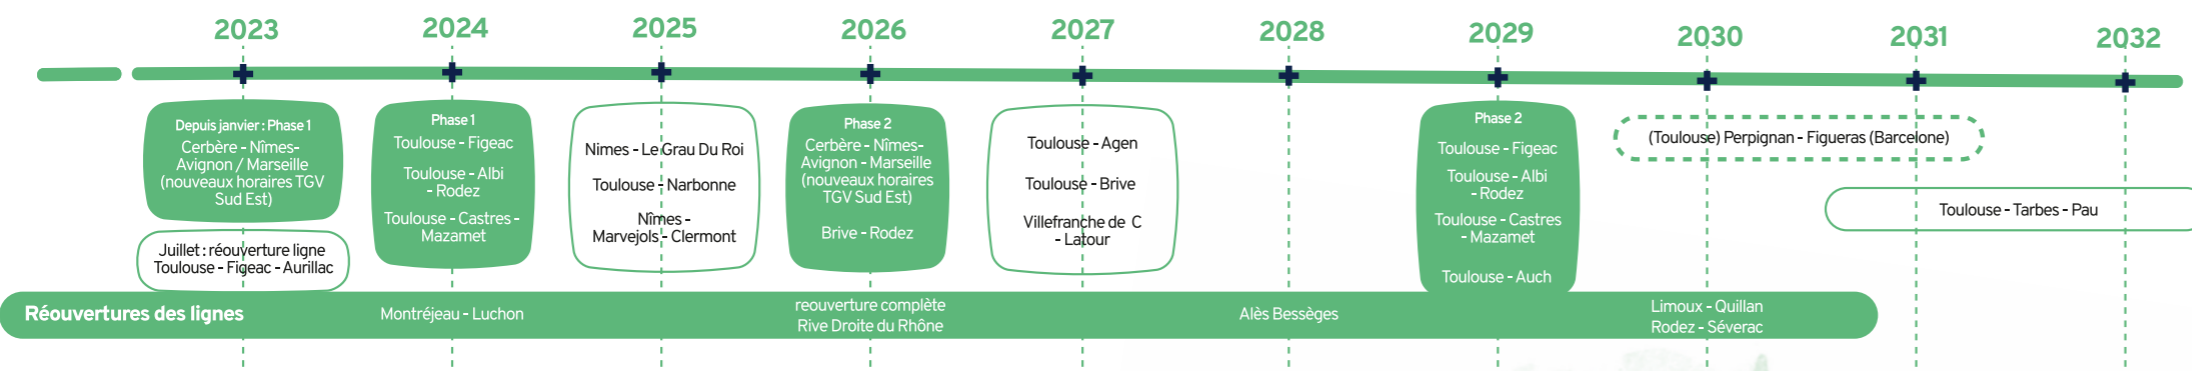 2023
2024
2025
2026
2027
2028
2029
2030
2031
2032
Depuis janvier : Phase 1
Cerbère - Nîmes-
Avignon / Marseille
(nouveaux horaires TGV
Sud Est)
Juillet : réouverture ligne
Toulouse - Figeac - Aurillac
Phase 1
Toulouse - Figeac
Toulouse - Albi
- Rodez
Toulouse - Castres -
Mazamet
Nimes - Le Grau Du Roi
Toulouse - Narbonne
Nîmes -
Marvejols - Clermont
Phase 2
Cerbère - Nîmes-
Avignon - Marseille
(nouveaux horaires
TGV Sud Est)
Brive - Rodez
Toulouse - Agen
Toulouse - Brive
Villefranche de C
- Latour
Phase 2
Toulouse - Figeac
Toulouse - Albi
- Rodez
Toulouse - Castres
- Mazamet
Toulouse - Auch
(Toulouse) Perpignan - Figueras (Barcelone)
Toulouse - Tarbes - Pau
Réouvertures des lignes
Montréjeau - Luchon
reouverture complète
Rive Droite du Rhône
Alès Bessèges
Limoux - Quillan
Rodez - Séverac